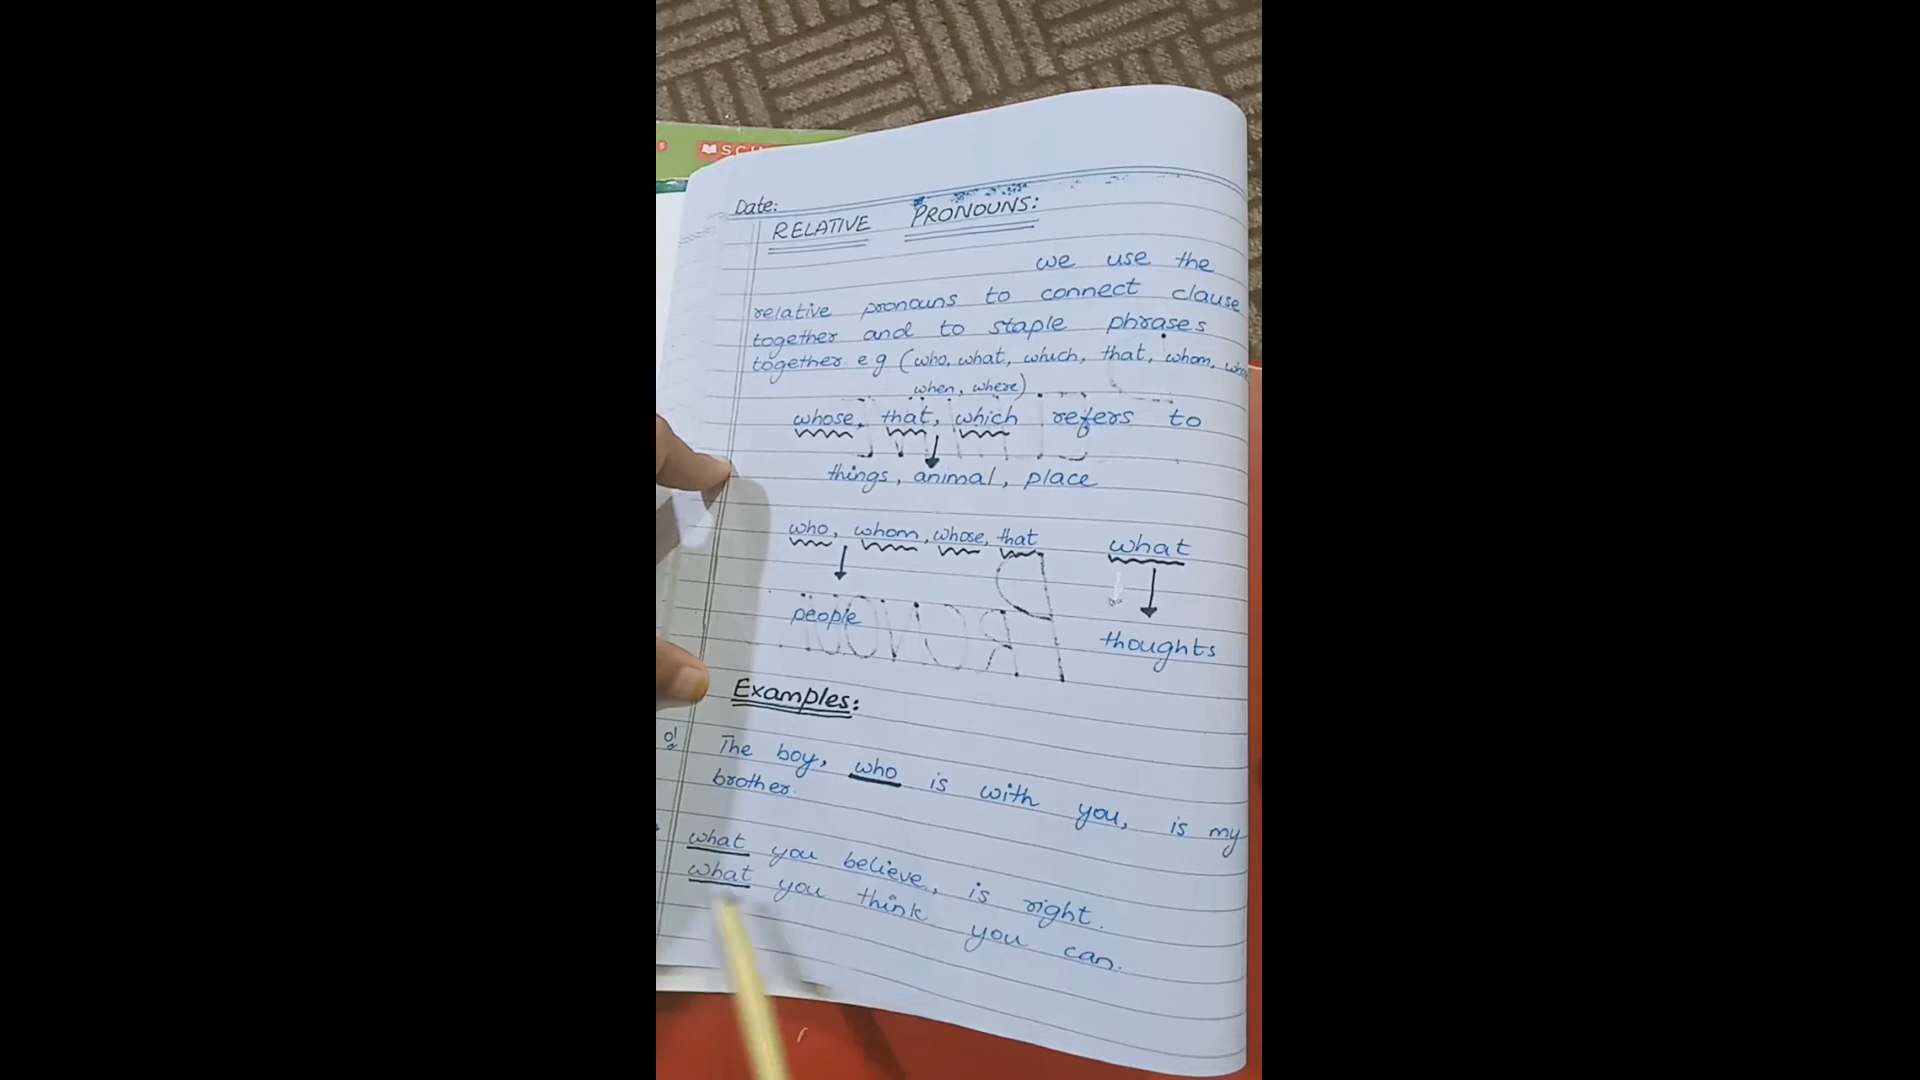 SCH
Date:
RELATIVE PRONOUNS:
we use the
relative pronouns to connect clause
together and to staple phrases
together e g (who, what, which, that, whom,
when, where)
whose, that, which refers to
things, animal, place
who, whom, whose, that
what
people
thoughts
PRONOUN
Examples:
01
The boy, who is with you, is my
brother.
what you believe, is right.
what you think you can.